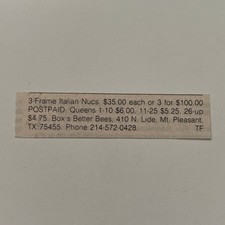 3-Frame Italian Nucs. $35.00 each or 3 for $100.00
POSTPAID. Queens 1-10 $6.00, 11-25 $5.25, 26-up
$4.75. Box's Better Bees, 410 N. Lide, Mt. Pleasant,
TX 75455. Phone 214-572-0428. TF